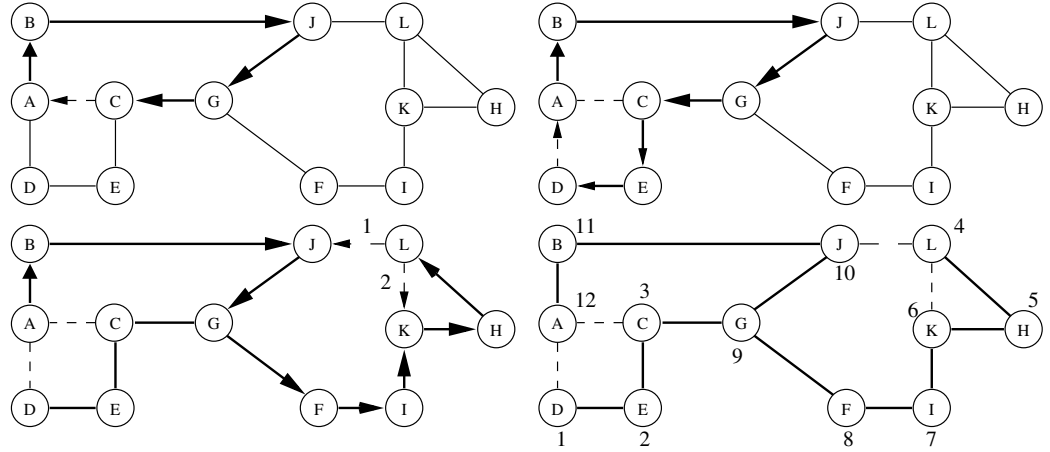 B J L B J L
A C G K H A C G K H
D E F I D E F I
1 11 4
B J L B J L
2 10
12 3 6 5
A C G K H A C G K H
9
D E F I D E F I
1 2 8 7